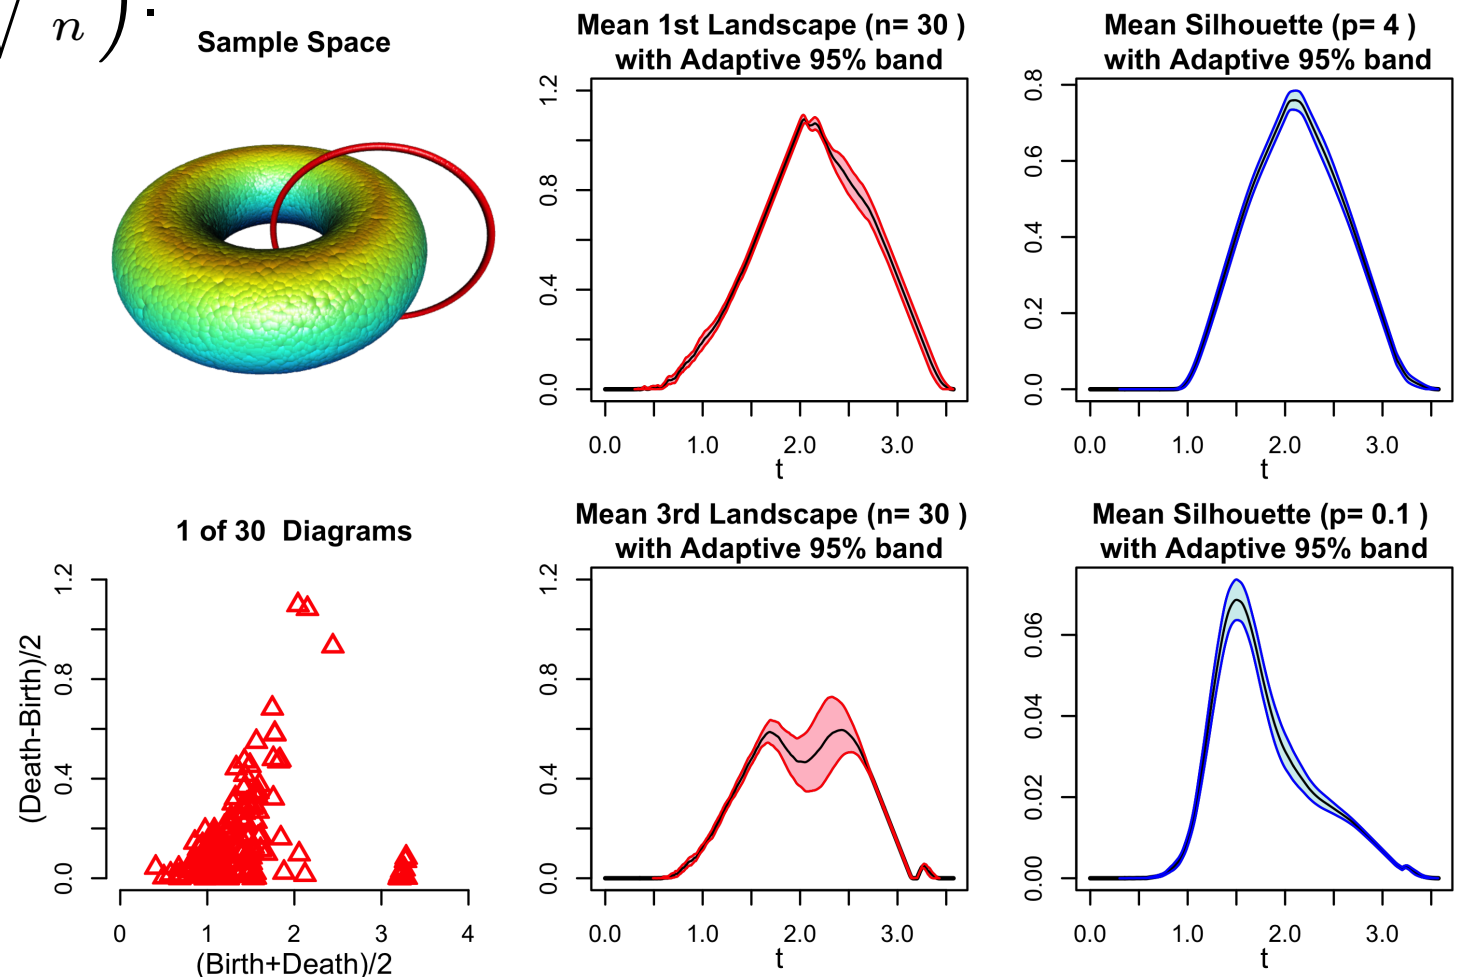 n ) .
Sample Space
Mean 1st Landscape (n= 30 )
with Adaptive 95% band
0.0 0.4 0.8 1.2
0.0 1.0 2.0 3.0
t
Mean Silhouette (p= 4 )
with Adaptive 95% band
0.0 0.2 0.4 0.6 0.8
0.0 1.0 2.0 3.0
t
1 of 30 Diagrams
(Death-Birth)/2
0.0 0.4 0.8 1.2
0 1 2 3 4
(Birth+Death)/2
Mean 3rd Landscape (n= 30 )
with Adaptive 95% band
0.0 0.4 0.8 1.2
0.0 1.0 2.0 3.0
t
Mean Silhouette (p= 0.1 )
with Adaptive 95% band
0.00 0.02 0.04 0.06
0.0 1.0 2.0 3.0
t